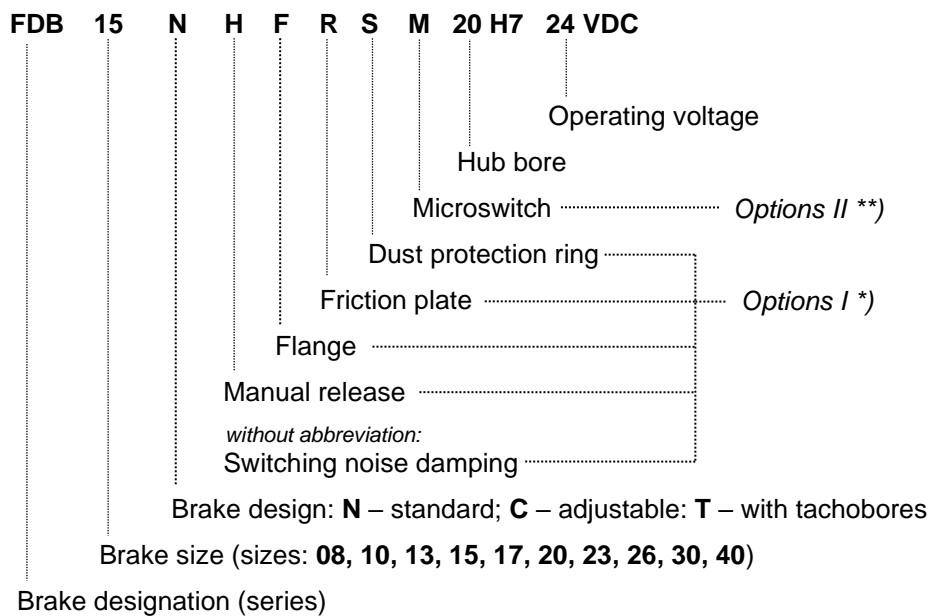 FDB 15 N H F R S M 20 H7 24 VDC
Operating voltage
Hub bore
Microswitch Options II **)
Dust protection ring
Friction plate Options I *)
Flange
Manual release
without abbreviation:
Switching noise damping
Brake design: N – standard; C – adjustable: T – with tachobores
Brake size (sizes: 08, 10, 13, 15, 17, 20, 23, 26, 30, 40)
Brake designation (series)